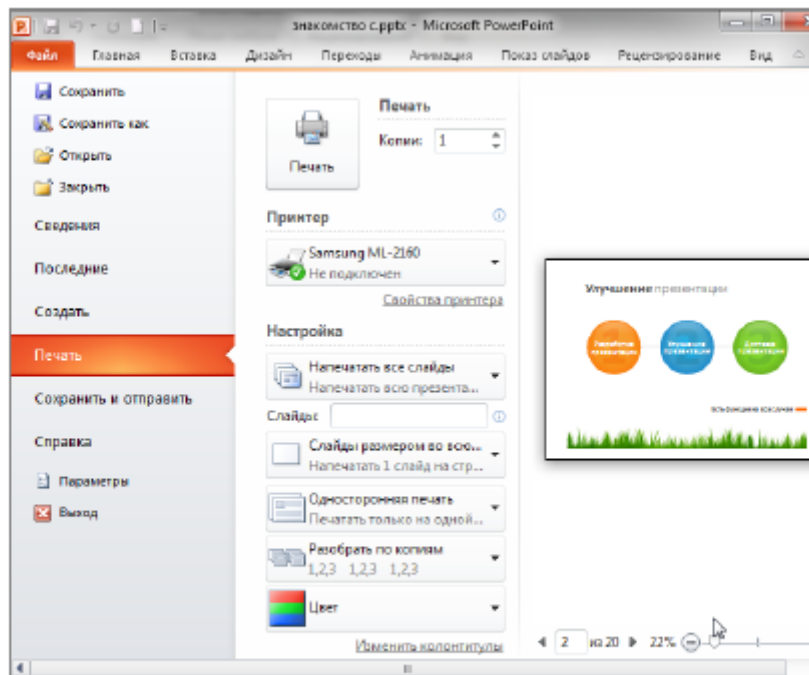 знакомство с.pptx - Microsoft PowerPoint
Файл Главная Вставка Дизайн Переходы Анимация Показ слайдов Рецензирование Вид
Сохранить
Сохранить как
Открыть
Закрыть
Сведения
Последние
Создать
Печать
Сохранить и отправить
Справка
Параметры
Выход
Печать
Копии: 1
Печать
Принтер
Samsung ML-2160
Не подключен
Свойства принтера
Настройка
Напечатать все слайды
Напечатать всю презента...
Слайды:
Слайды размером во всю...
Напечатать 1 слайд на стр...
Односторонняя печать
Печатать только на одной...
Разобрать по копиям
1,2,3 1,2,3 1,2,3
Цвет
Изменить колонтитулы
Улучшение презентации
презентации
Улучшение
презентации
презентации
2 из 20 22%